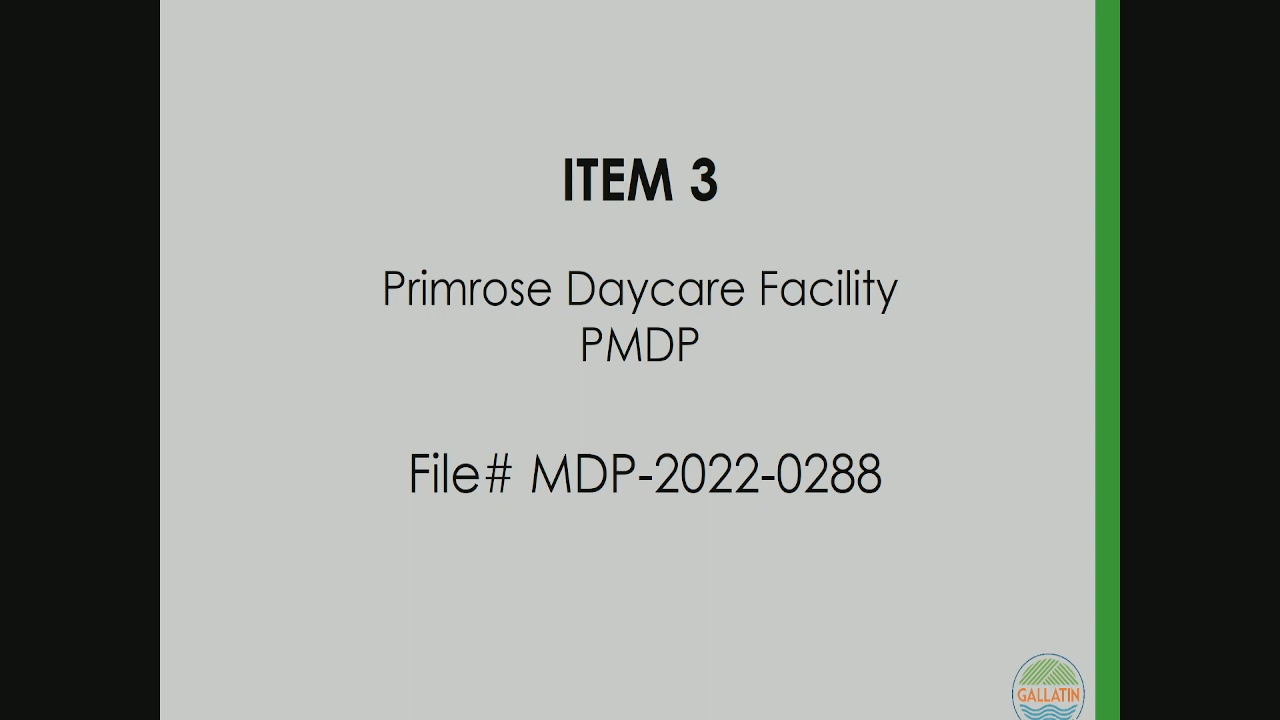 ITEM 3
Primrose Daycare Facility
PMDP
File# MDP-2022-0288
GALLATIN